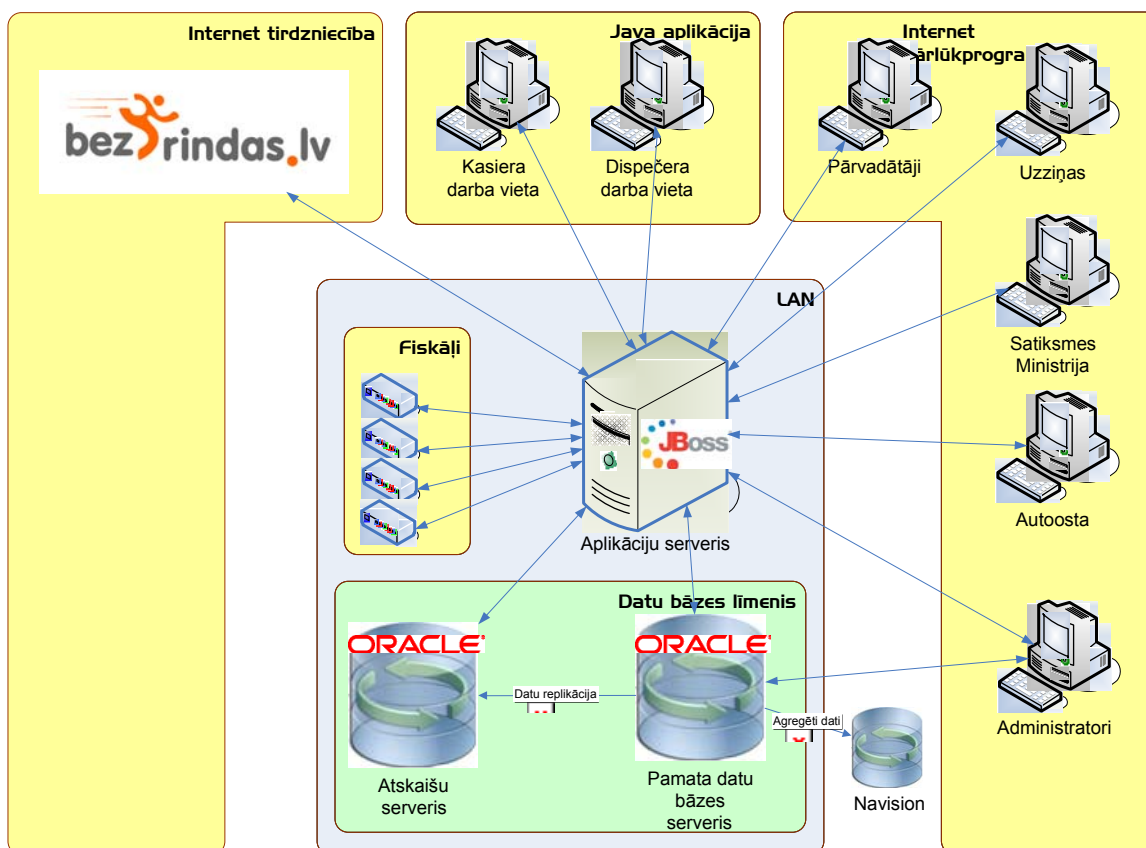 Internet tirdzniecība
bezrindas.lv
Java aplikācija
Kasiera
darba vieta
Dispečera
darba vieta
Internet
ārlūkprogra
Pārvadātāji
Uzziņas
Satiksmes
Ministrija
Autoosta
Administratori
LAN
Fiskāļi
JBoss
Aplikāciju serveris
Datu bāzes līmenis
ORACLE
ORACLE
Datu replikācija
Agregēti dati
Atskaišu
serveris
Pamata datu
bāzes
serveris
Navision